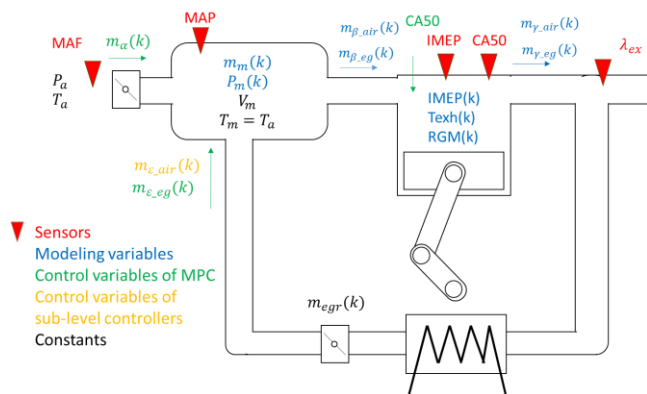 MAF
m_α(k)
MAP
m_β_air(k)
m_β_eg(k)
CA50
IMEP
CA50
m_γ_air(k)
m_γ_eg(k)
λ_ex
P_a
T_a
m_m(k)
P_m(k)
V_m
T_m = T_a
IMEP(k)
Texh(k)
RGM(k)
m_ε_air(k)
m_ε_eg(k)
Sensors
Modeling variables
Control variables of MPC
Control variables of
sub-level controllers
Constants
m_egr(k)